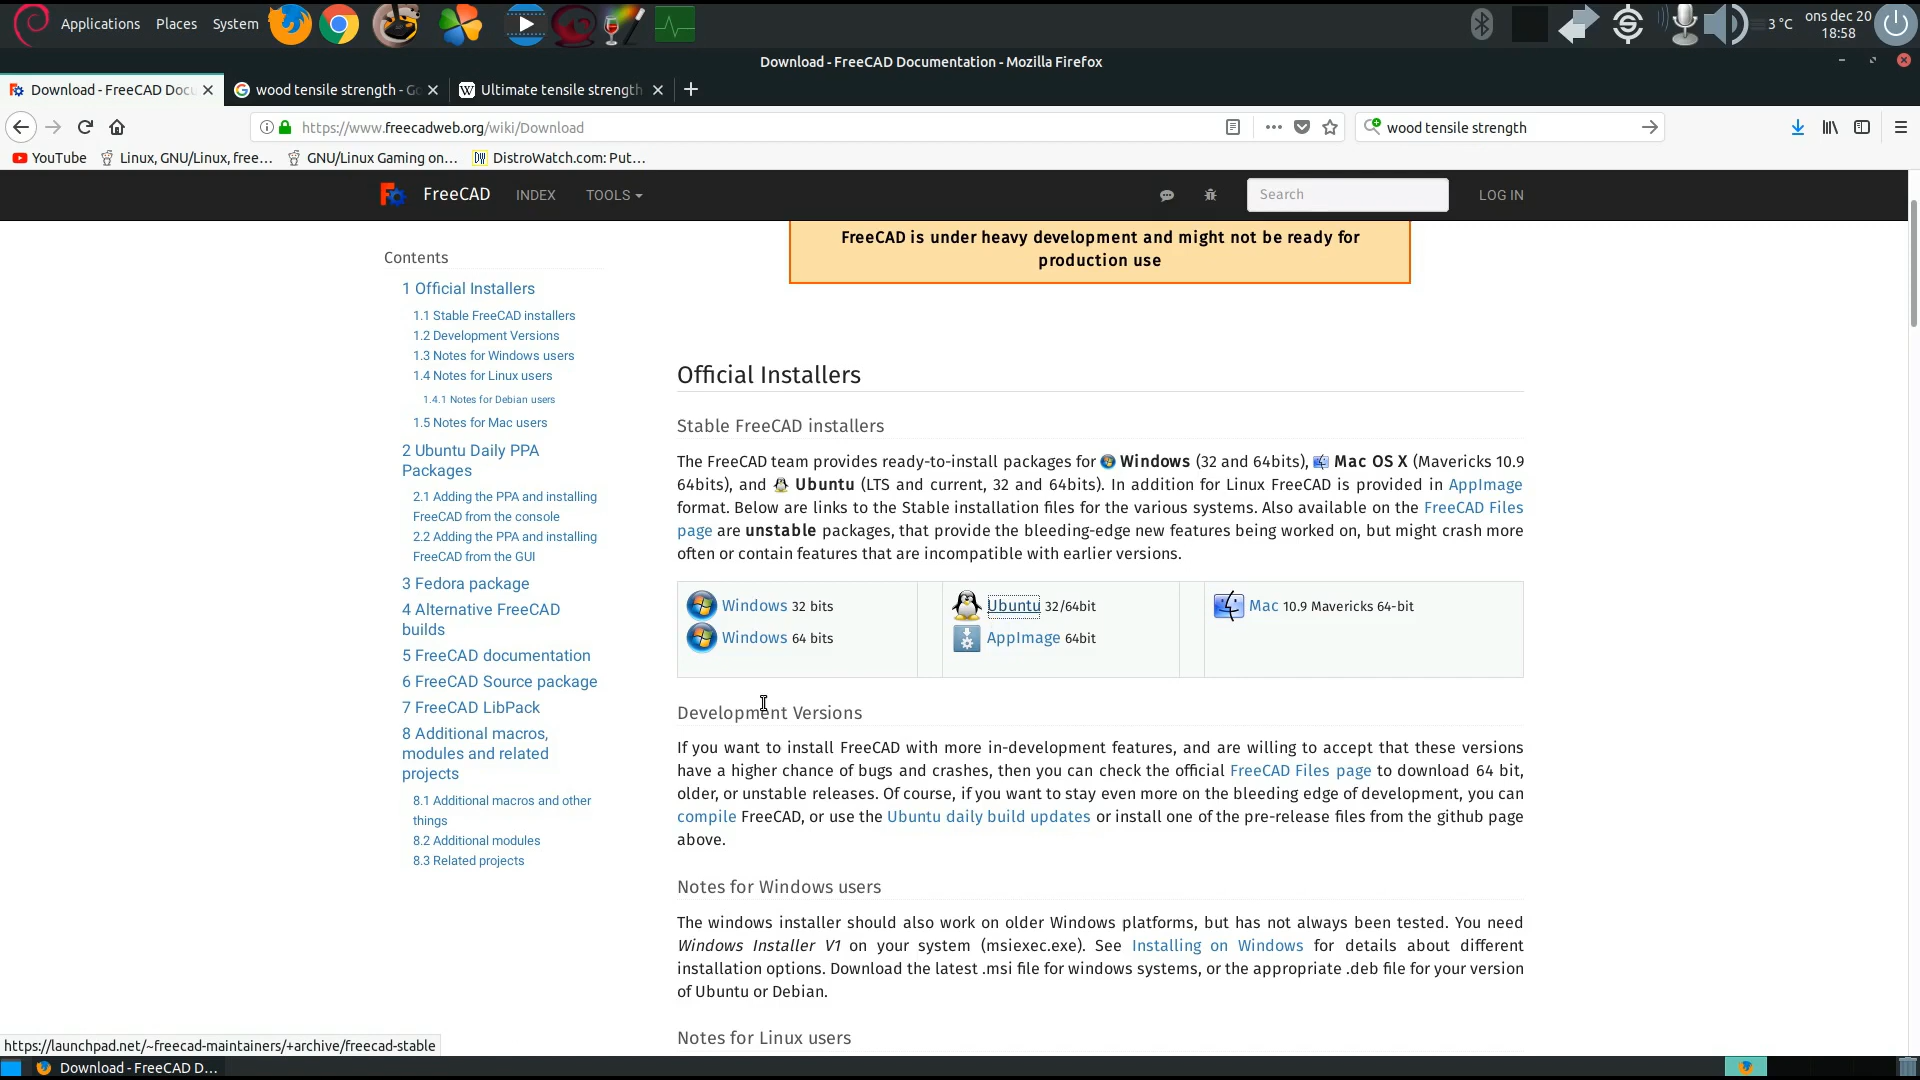 Applications Places System
3 °C
ons dec 20
18:58
Download - FreeCAD Documentation - Mozilla Firefox
Download - FreeCAD Docu
wood tensile strength - Go
W Ultimate tensile strength
https://www.freecadweb.org/wiki/Download
wood tensile strength
YouTube
Linux, GNU/Linux, free...
GNU/Linux Gaming on...
DW DistroWatch.com: Put...
FreeCAD INDEX TOOLS
Search
LOG IN
FreeCAD is under heavy development and might not be ready for
production use
Contents
1 Official Installers
1.1 Stable FreeCAD installers
1.2 Development Versions
1.3 Notes for Windows users
1.4 Notes for Linux users
1.4.1 Notes for Debian users
1.5 Notes for Mac users
2 Ubuntu Daily PPA
Packages
2.1 Adding the PPA and installing
FreeCAD from the console
2.2 Adding the PPA and installing
FreeCAD from the GUI
3 Fedora package
4 Alternative FreeCAD
builds
5 FreeCAD documentation
6 FreeCAD Source package
7 FreeCAD LibPack
8 Additional macros,
modules and related
projects
8.1 Additional macros and other
things
8.2 Additional modules
8.3 Related projects
Official Installers
Stable FreeCAD installers
The FreeCAD team provides ready-to-install packages for Windows (32 and 64bits), Mac OS X (Mavericks 10.9
64bits), and Ubuntu (LTS and current, 32 and 64bits). In addition for Linux FreeCAD is provided in AppImage
format. Below are links to the Stable installation files for the various systems. Also available on the FreeCAD Files
page are unstable packages, that provide the bleeding-edge new features being worked on, but might crash more
often or contain features that are incompatible with earlier versions.
Windows 32 bits
Windows 64 bits
Ubuntu 32/64bit
AppImage 64bit
Mac 10.9 Mavericks 64-bit
Development Versions
If you want to install FreeCAD with more in-development features, and are willing to accept that these versions
have a higher chance of bugs and crashes, then you can check the official FreeCAD Files page to download 64 bit,
older, or unstable releases. Of course, if you want to stay even more on the bleeding edge of development, you can
compile FreeCAD, or use the Ubuntu daily build updates or install one of the pre-release files from the github page
above.
Notes for Windows users
The windows installer should also work on older Windows platforms, but has not always been tested. You need
Windows Installer V1 on your system (msiexec.exe). See Installing on Windows for details about different
installation options. Download the latest .msi file for windows systems, or the appropriate .deb file for your version
of Ubuntu or Debian.
Notes for Linux users
https://launchpad.net/~freecad-maintainers/+archive/freecad-stable
Download - FreeCAD D...